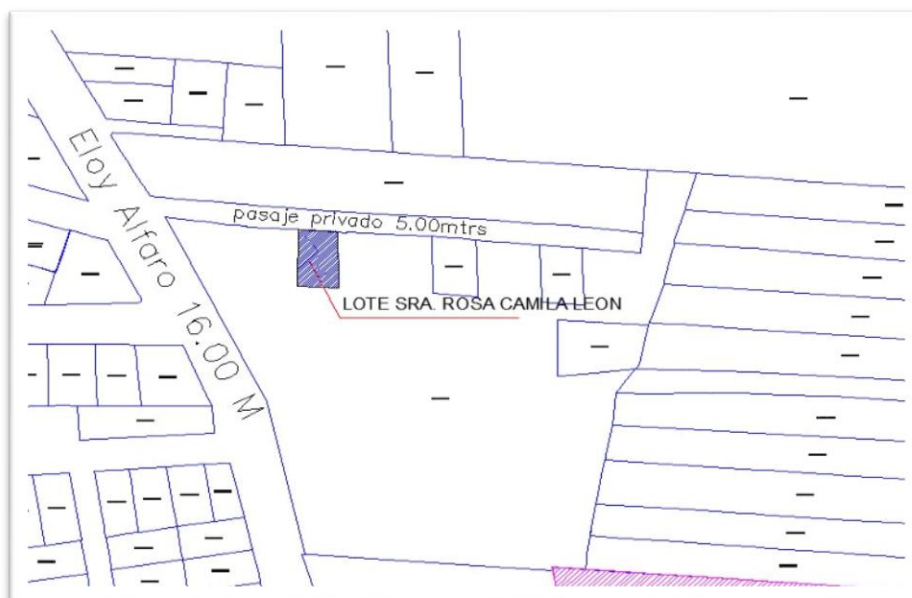 pasaje privado 5.00mtrs
Eloy Alfaro 16.00 M
LOTE SRA. ROSA CAMILA LEON